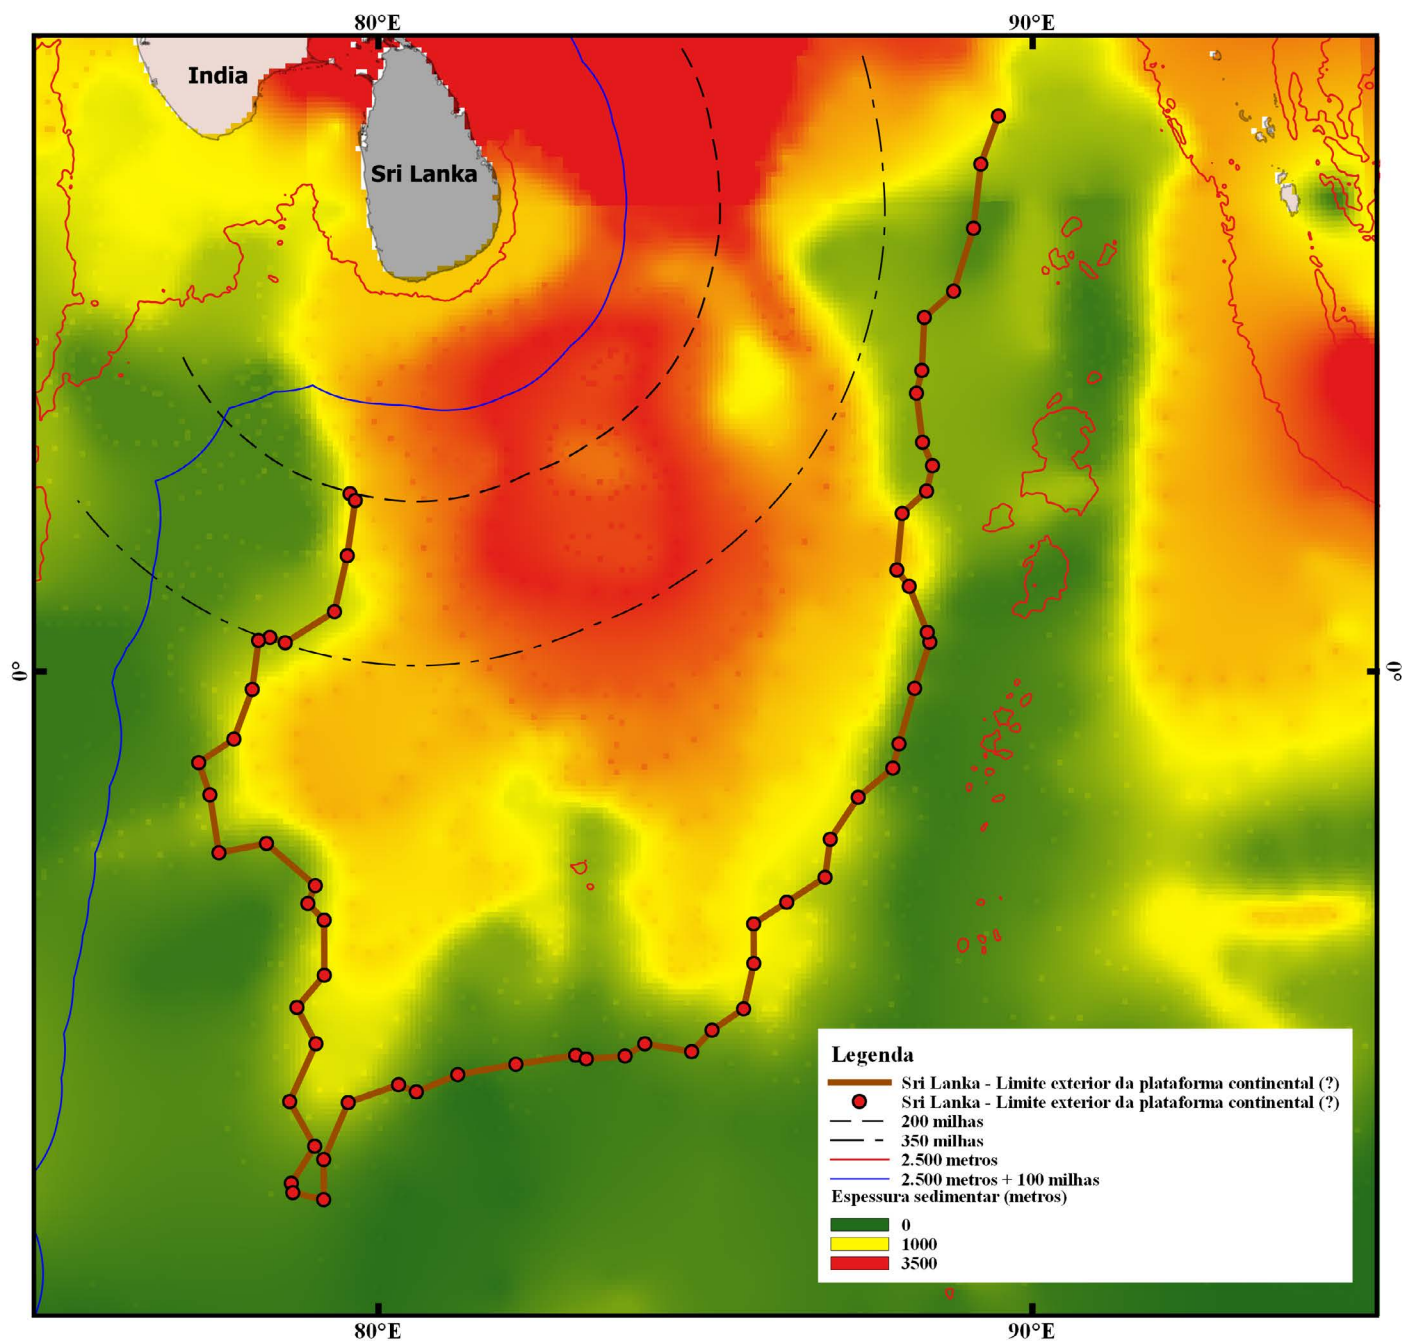 80°E 90°E
India
Sri Lanka
0° 0°
Legenda
Sri Lanka - Limite exterior da plataforma continental (?)
Sri Lanka - Limite exterior da plataforma continental (?)
200 milhas
350 milhas
2.500 metros
2.500 metros + 100 milhas
Espessura sedimentar (metros)
0
1000
3500
80°E 90°E